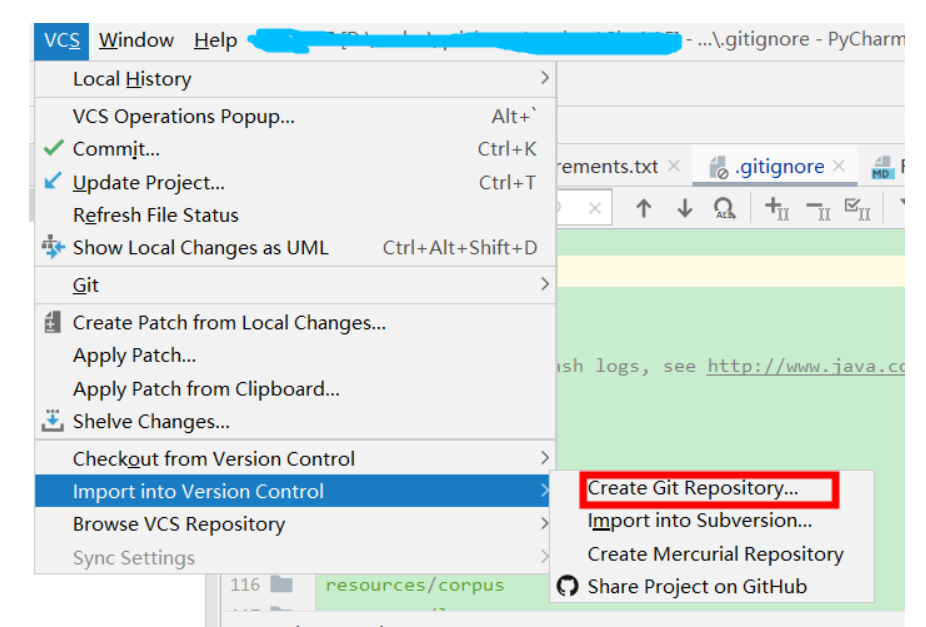 VCS Window Help - ...\.gitignore - PyCharm
Local History
VCS Operations Popup... Alt+`
Commit... Ctrl+K
Update Project... Ctrl+T
Refresh File Status
Show Local Changes as UML Ctrl+Alt+Shift+D
Git
Create Patch from Local Changes...
Apply Patch...
Apply Patch from Clipboard...
Shelve Changes...
Checkout from Version Control
Import into Version Control
Browse VCS Repository
Sync Settings
ements.txt .gitignore MD
ash logs, see http://www.java.co
Create Git Repository...
Import into Subversion...
Create Mercurial Repository
Share Project on GitHub
116 resources/corpus